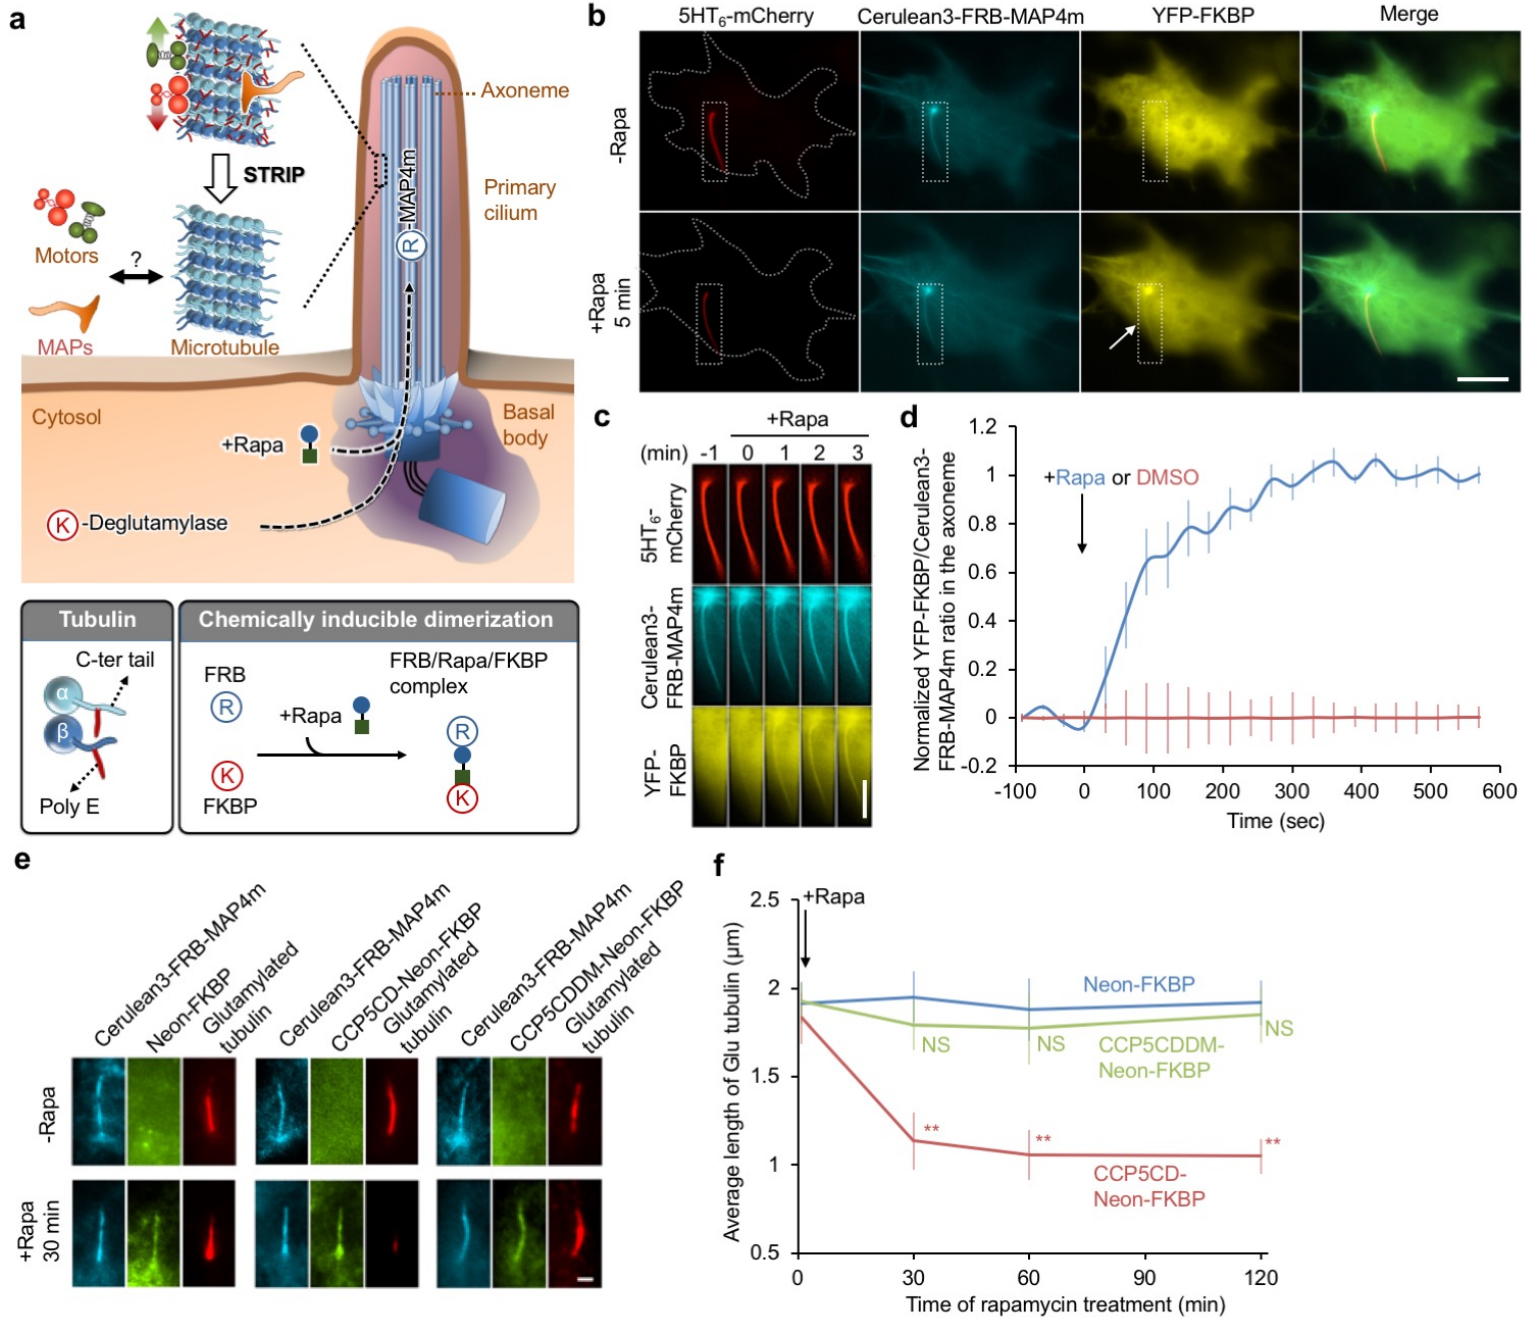 a
STRIP
Motors
?
MAPs
Microtubule
Axoneme
Primary
cilium
R-MAP4m
Cytosol
+Rapa
Basal
body
K-Deglutamylase
Tubulin
C-ter tail
α
β
Poly E
Chemically inducible dimerization
FRB
R
+Rapa
K
FKBP
FRB/Rapa/FKBP
complex
R
K
b
5HT6-mCherry
Cerulean3-FRB-MAP4m
YFP-FKBP
Merge
-Rapa
+Rapa
5 min
c
+Rapa
(min) -1 0 1 2 3
5HT6-
mCherry
Cerulean3-
FRB-MAP4m
YFP-
FKBP
d
Normalized YFP-FKBP/Cerulean3-
FRB-MAP4m ratio in the axoneme
1.2
1
0.8
0.6
0.4
0.2
0
-0.2
+Rapa or DMSO
-100 0 100 200 300 400 500 600
Time (sec)
e
Cerulean3-FRB-MAP4m
Neon-FKBP
Glutamylated
tubulin
Cerulean3-FRB-MAP4m
CCP5CD-Neon-FKBP
Glutamylated
tubulin
Cerulean3-FRB-MAP4m
CCP5CDDM-Neon-FKBP
Glutamylated
tubulin
-Rapa
+Rapa
30 min
f
Average length of Glu tubulin (µm)
2.5
2
1.5
1
0.5
+Rapa
Neon-FKBP
NS
NS
NS
CCP5CDDM-
Neon-FKBP
**
**
**
CCP5CD-
Neon-FKBP
0 30 60 90 120
Time of rapamycin treatment (min)